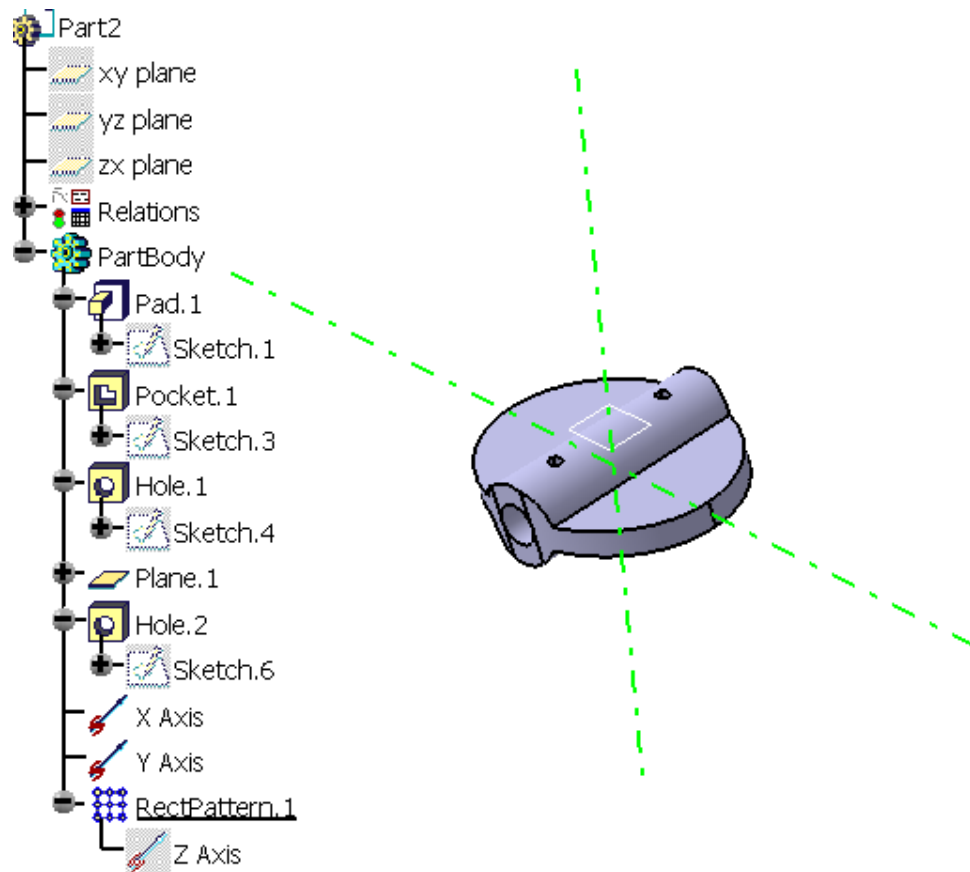 Part2
xy plane
yz plane
zx plane
Relations
PartBody
Pad.1
Sketch.1
Pocket.1
Sketch.3
Hole.1
Sketch.4
Plane.1
Hole.2
Sketch.6
X Axis
Y Axis
RectPattern.1
Z Axis